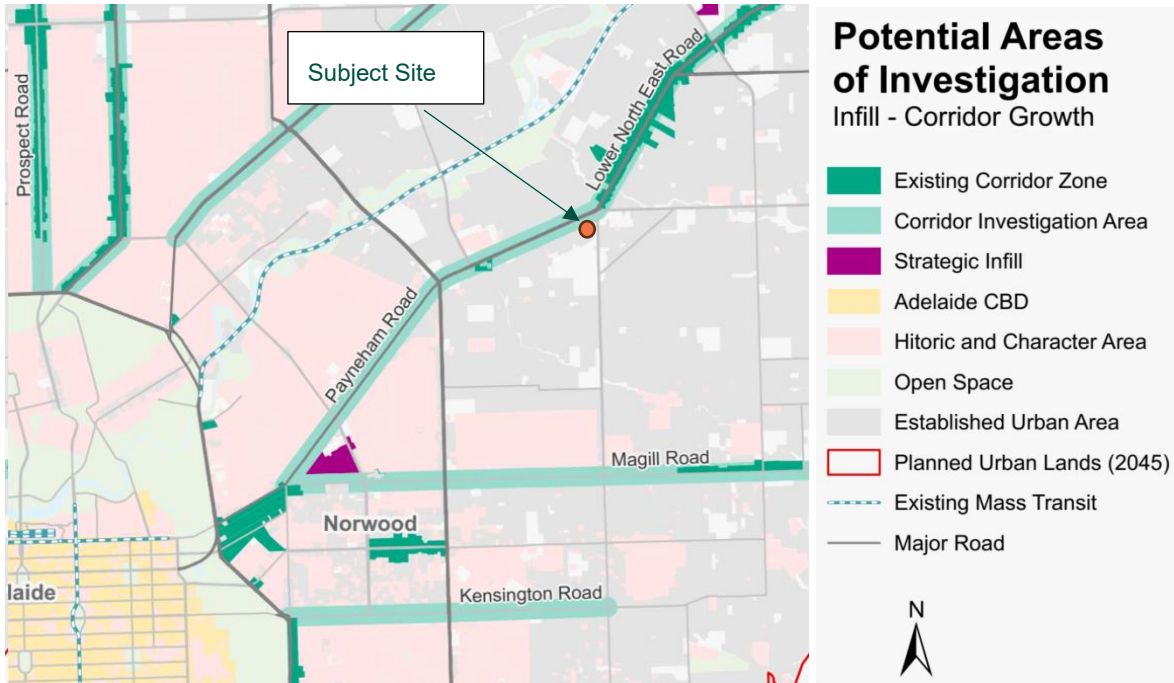 Subject Site
Prospect Road
Lower North East Road
Payneham Road
Magill Road
Norwood
Kensington Road
laide
Potential Areas
of Investigation
Infill - Corridor Growth
Existing Corridor Zone
Corridor Investigation Area
Strategic Infill
Adelaide CBD
Hitoric and Character Area
Open Space
Established Urban Area
Planned Urban Lands (2045)
Existing Mass Transit
Major Road
N